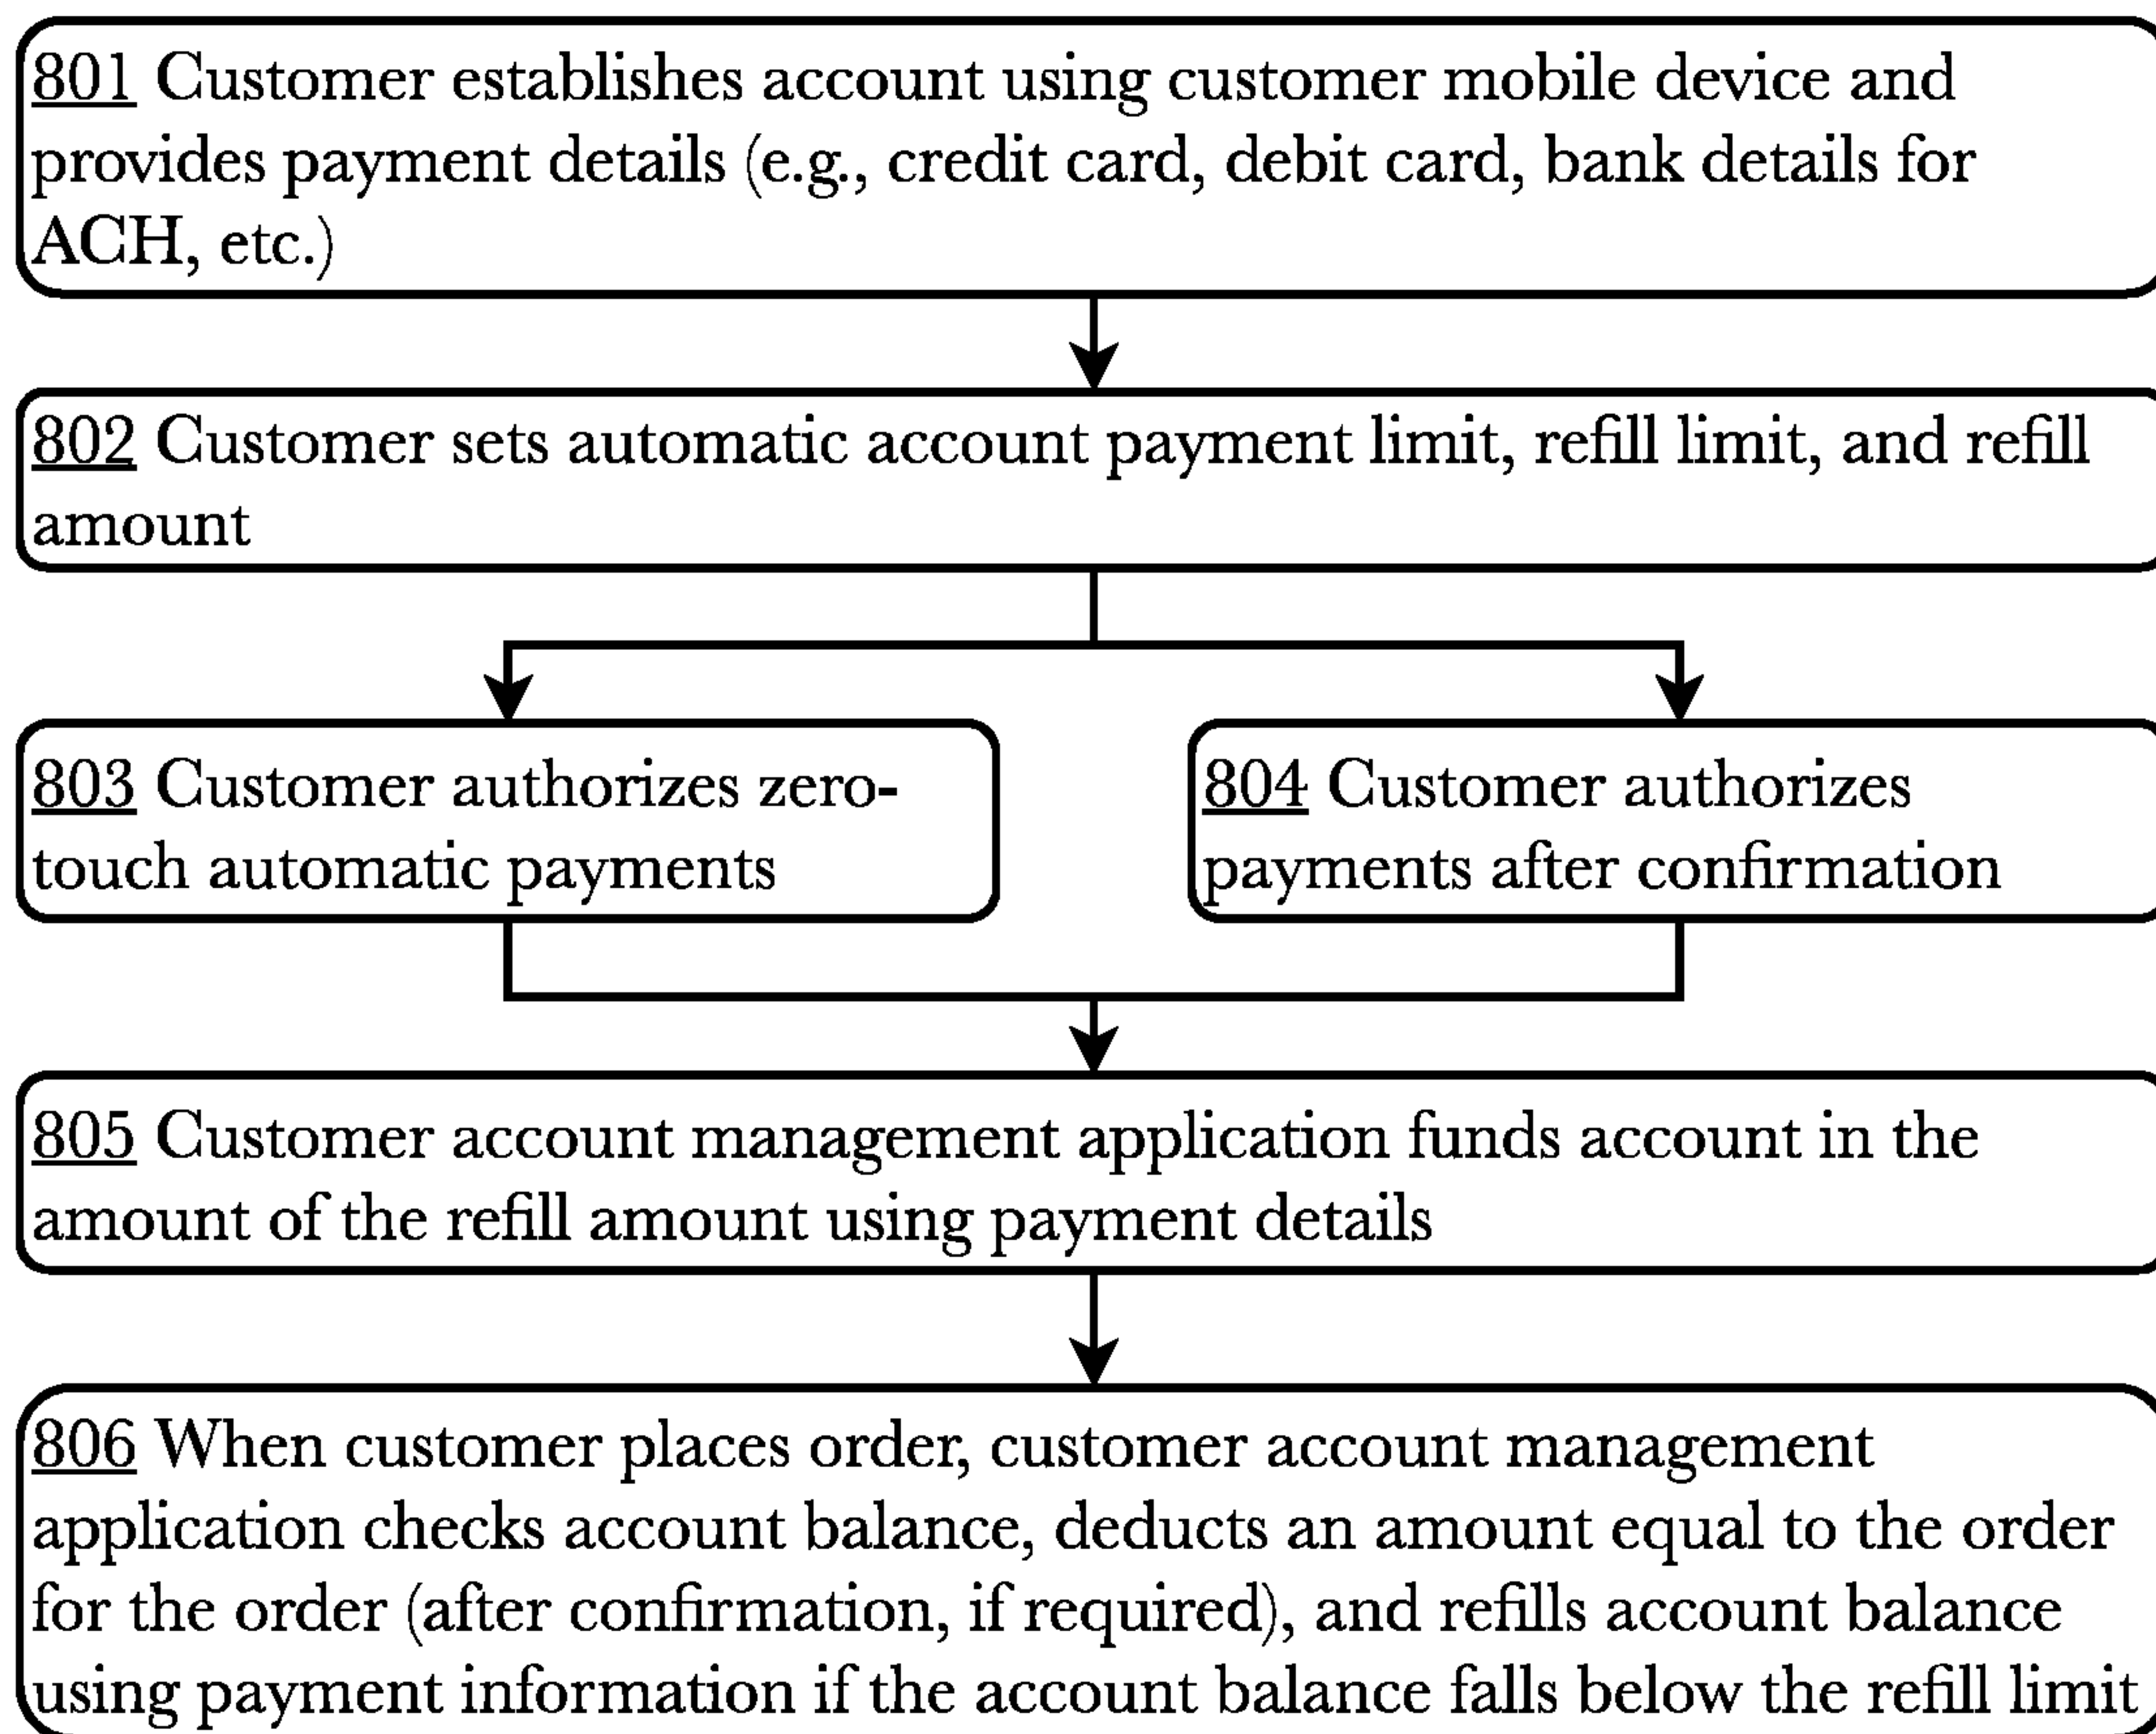 801 Customer establishes account using customer mobile device and
provides payment details (e.g., credit card, debit card, bank details for
ACH, etc.)
802 Customer sets automatic account payment limit, refill limit, and refill
amount
803 Customer authorizes zero-
touch automatic payments
804 Customer authorizes
payments after confirmation
805 Customer account management application funds account in the
amount of the refill amount using payment details
806 When customer places order, customer account management
application checks account balance, deducts an amount equal to the order
for the order (after confirmation, if required), and refills account balance
using payment information if the account balance falls below the refill limit